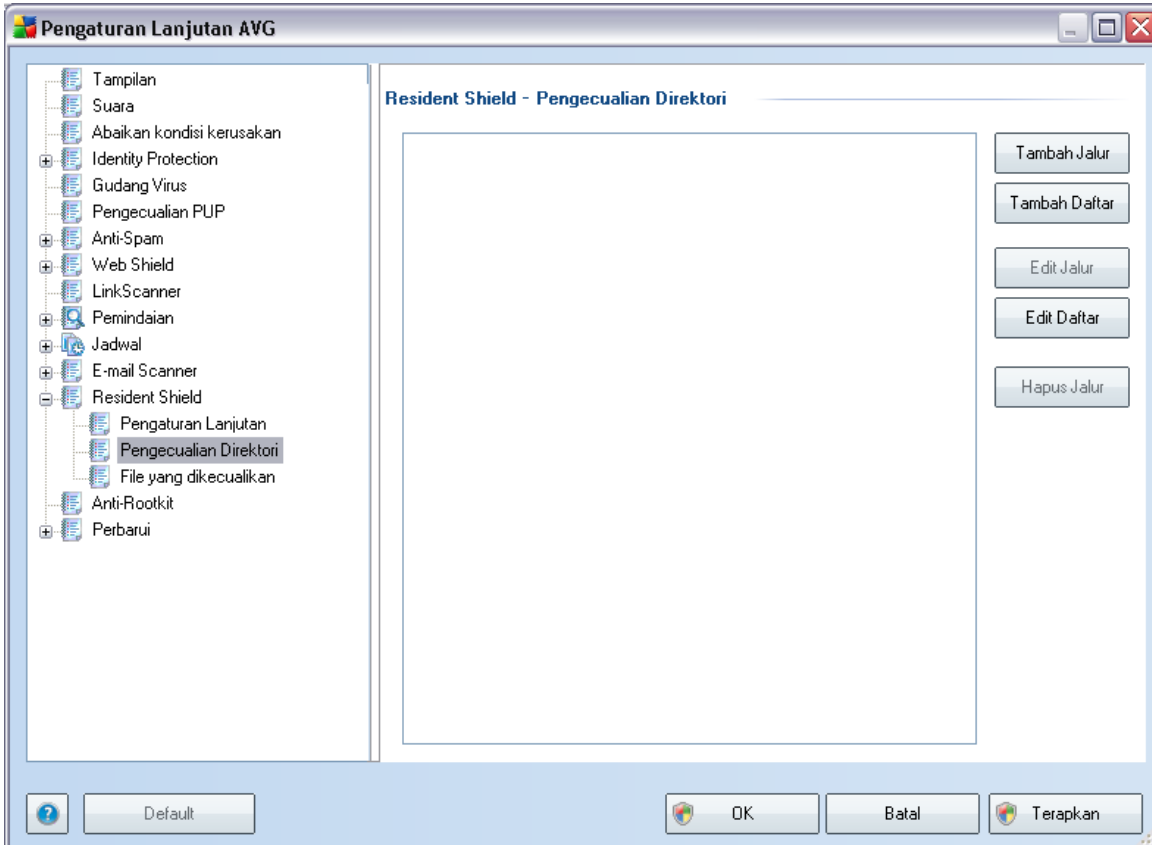 Pengaturan Lanjutan AVG
Tampilan
Suara
Abaikan kondisi kerusakan
Identity Protection
Gudang Virus
Pengecualian PUP
Anti-Spam
Web Shield
LinkScanner
Pemindaian
Jadwal
E-mail Scanner
Resident Shield
Pengaturan Lanjutan
Pengecualian Direktori
File yang dikecualikan
Anti-Rootkit
Perbarui
Resident Shield - Pengecualian Direktori
Tambah Jalur
Tambah Daftar
Edit Jalur
Edit Daftar
Hapus Jalur
Default
OK
Batal
Terapkan